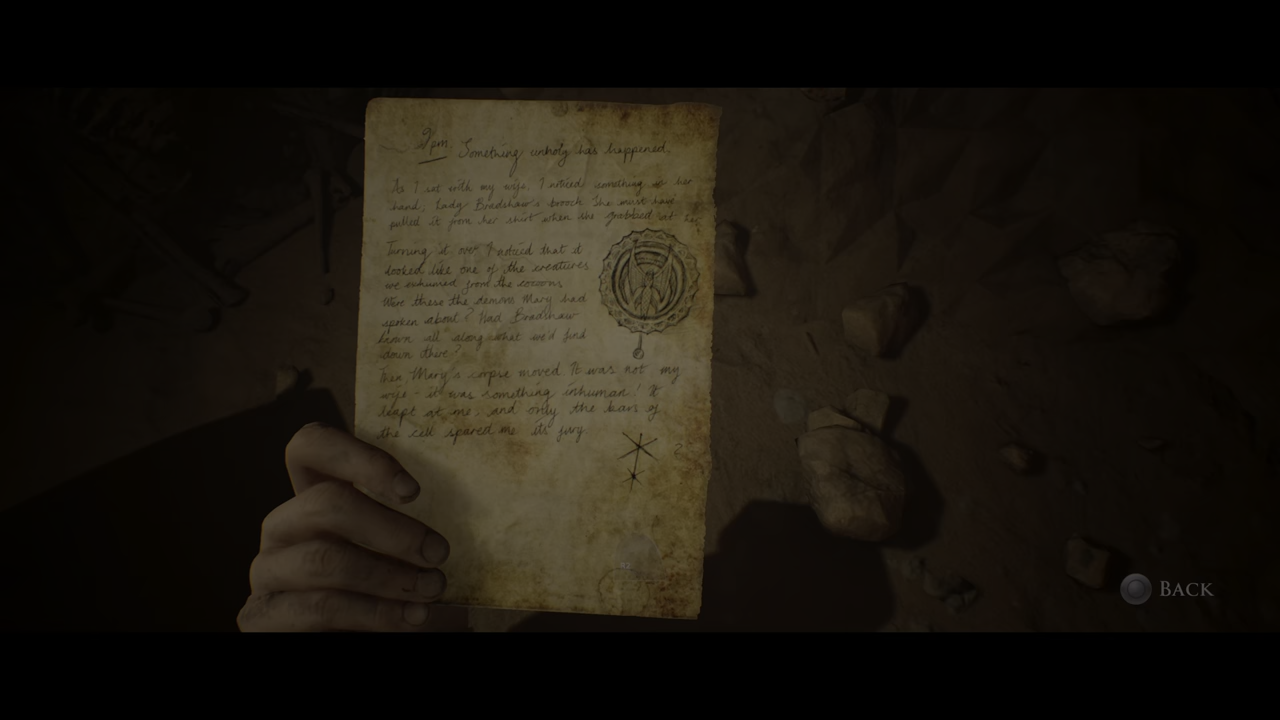 9pm. Something unholy has happened.
As I sat with my wife, I noticed something in her
hand, Lady Bradshaw's brooch. She must have
pulled it from her shirt when she grabbed at her.
Turning it over I noticed that it
looked like one of the creatures
we exhumed from the cocoons.
Were these the demons Mary had
spoken about? Had Bradshaw
known all along what we'd find
down there?
Then, Mary's corpse moved. It was not my
wife - it was something inhuman! It
leapt at me, and only the bars of
the cell spared me its fury
BACK